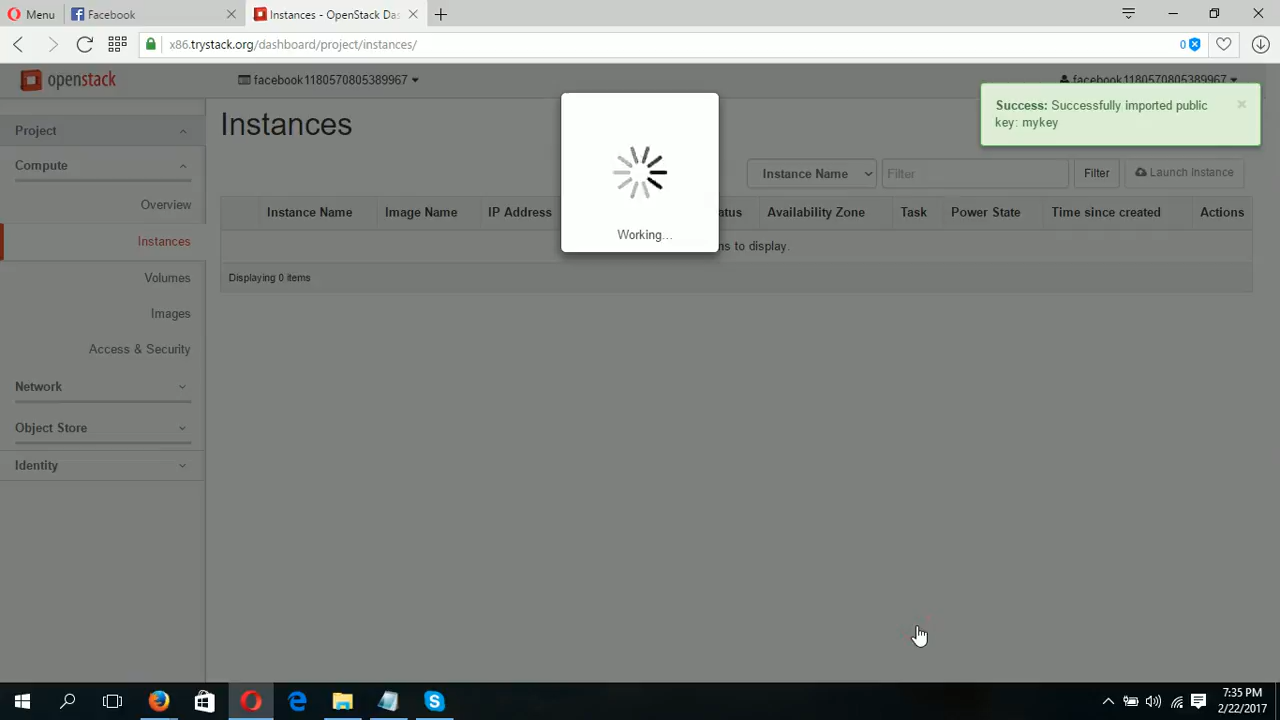 Menu
Facebook
Instances - OpenStack Das
x86.trystack.org/dashboard/project/instances/
0
openstack
facebook1180570805389967
facebook1180570805389967
Success: Successfully imported public
key: mykey
Project
Compute
Overview
Instances
Volumes
Images
Access & Security
Network
Object Store
Identity
Instances
Instance Name
Filter
Filter
Launch Instance
Instance Name
Image Name
IP Address
Availability Zone
Task
Power State
Time since created
Actions
to display.
Displaying 0 items
Working...
7:35 PM
2/22/2017